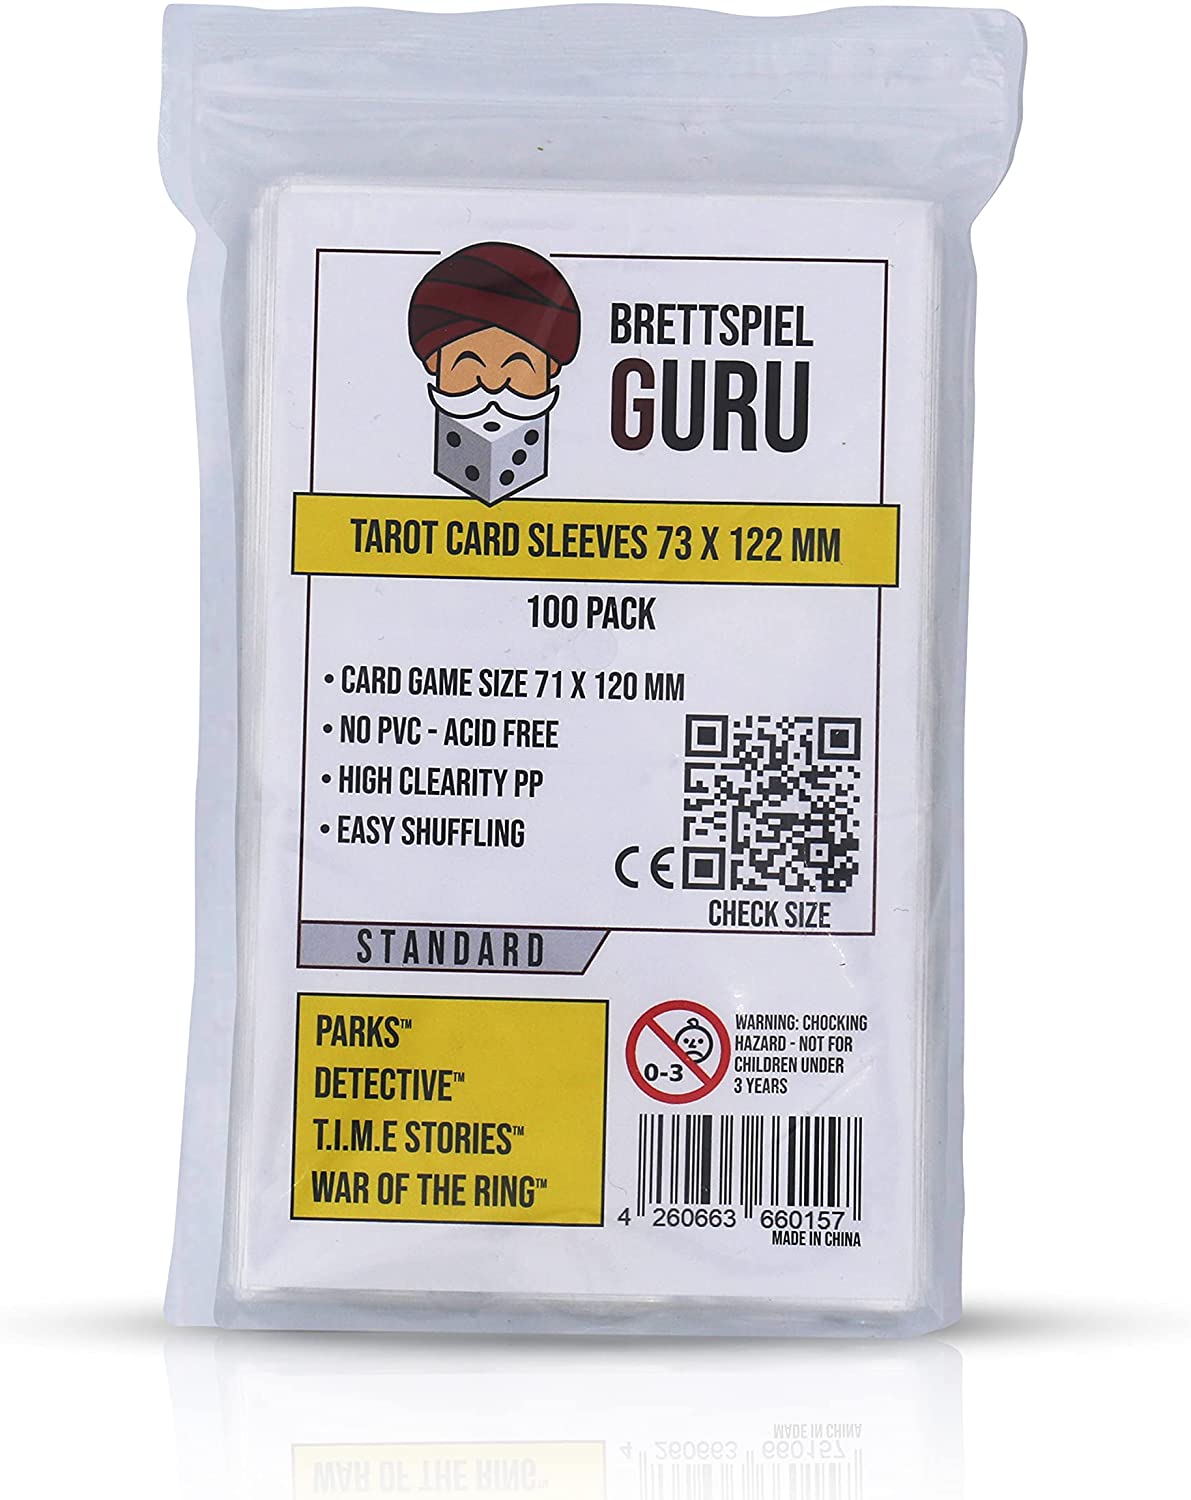 BRETTSPIEL
GURU
TAROT CARD SLEEVES 73 X 122 MM
100 PACK
• CARD GAME SIZE 71 X 120 MM
• NO PVC - ACID FREE
• HIGH CLEARITY PP
• EASY SHUFFLING
CE
CHECK SIZE
STANDARD
PARKS™
DETECTIVE™
T.I.M.E STORIES™
WAR OF THE RING™
0-3
WARNING: CHOCKING
HAZARD - NOT FOR
CHILDREN UNDER
3 YEARS
4 260663 660157
MADE IN CHINA